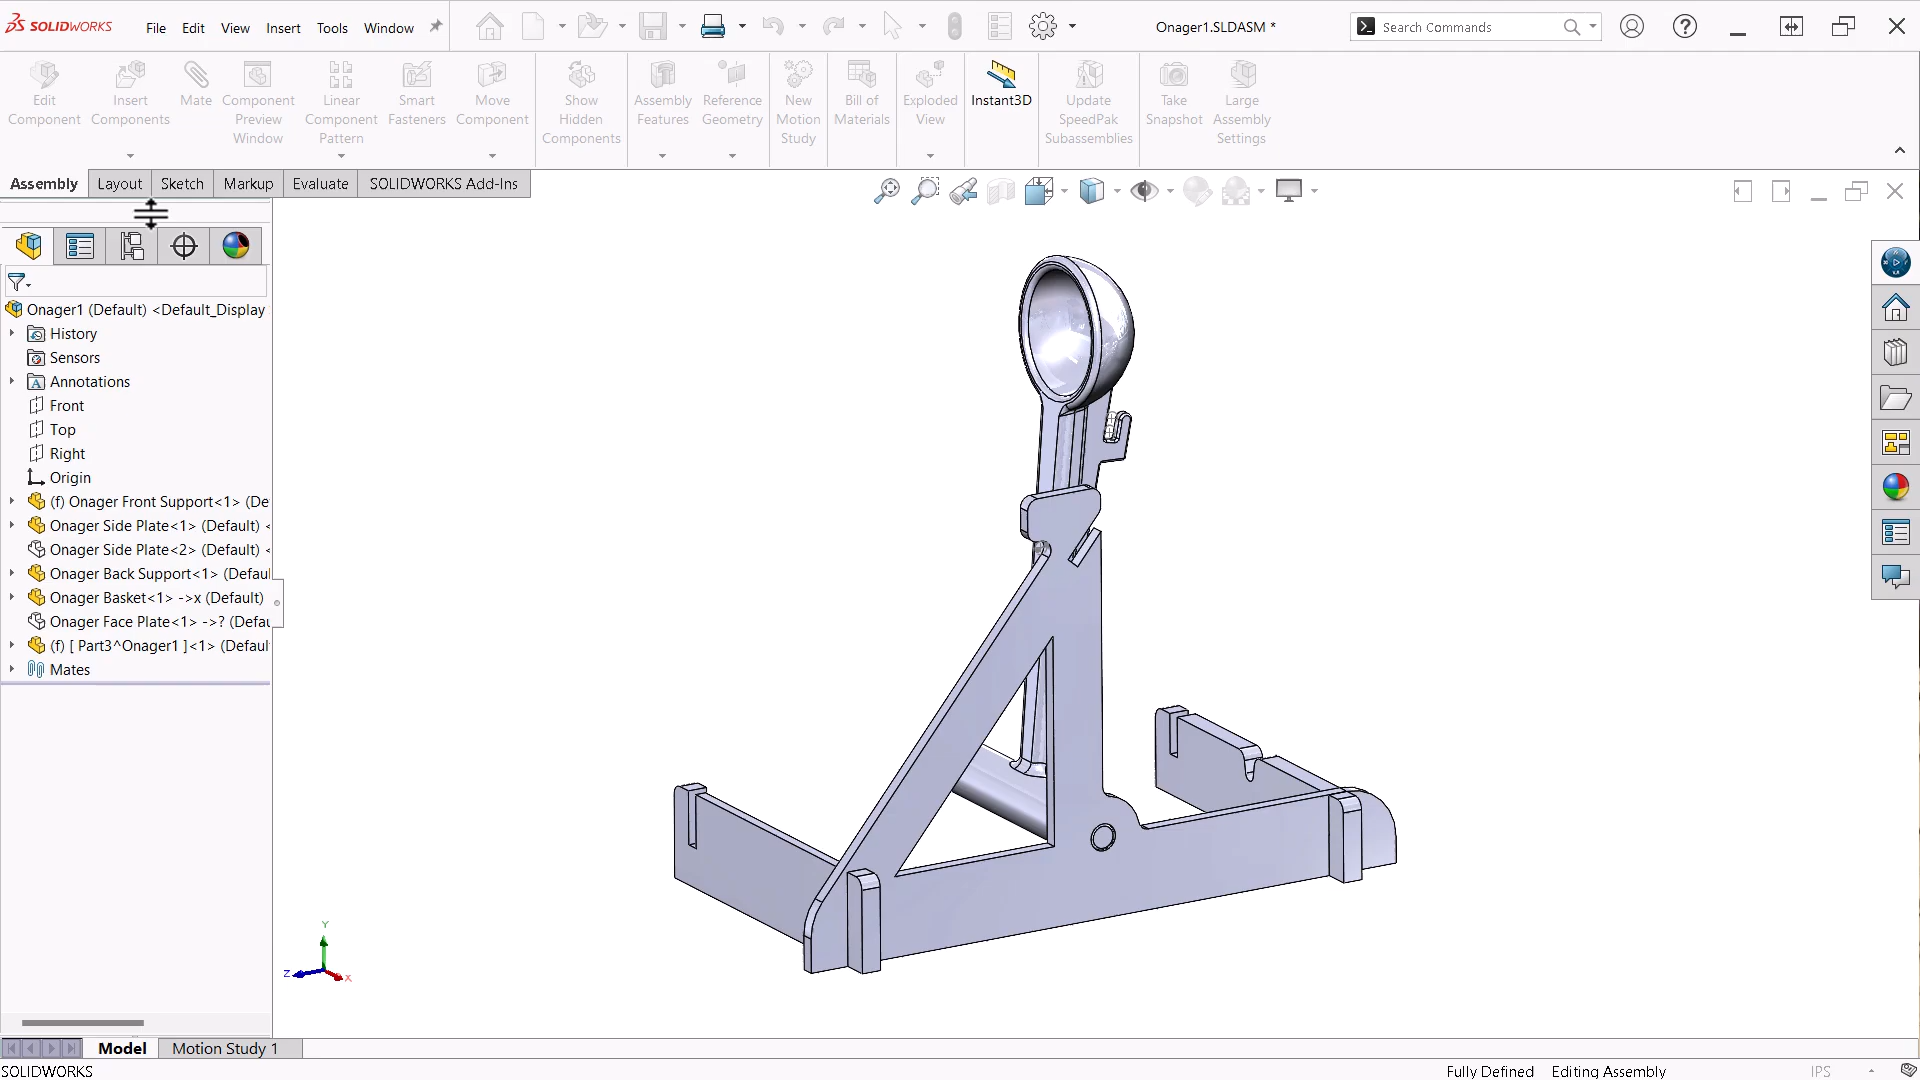 SOLIDWORKS
File Edit View Insert Tools Window
Onager1.SLDASM *
Search Commands
Edit Component
Insert Components
Mate
Component Preview Window
Linear Component Pattern
Smart Fasteners
Move Component
Show Hidden Components
Assembly Features
Reference Geometry
New Motion Study
Bill of Materials
Exploded View
Instant3D
Update SpeedPak Subassemblies
Take Snapshot
Large Assembly Settings
Assembly Layout Sketch Markup Evaluate SOLIDWORKS Add-Ins
Onager1 (Default) <Default_Display
History
Sensors
Annotations
Front
Top
Right
Origin
(f) Onager Front Support<1> (De
Onager Side Plate<1> (Default) <
Onager Side Plate<2> (Default) <
Onager Back Support<1> (Defaul
Onager Basket<1> ->x (Default)
Onager Face Plate<1> ->? (Defau
(f) [ Part3^Onager1 ]<1> (Defaul
Mates
Y
Z
X
Model Motion Study 1
SOLIDWORKS
Fully Defined Editing Assembly IPS